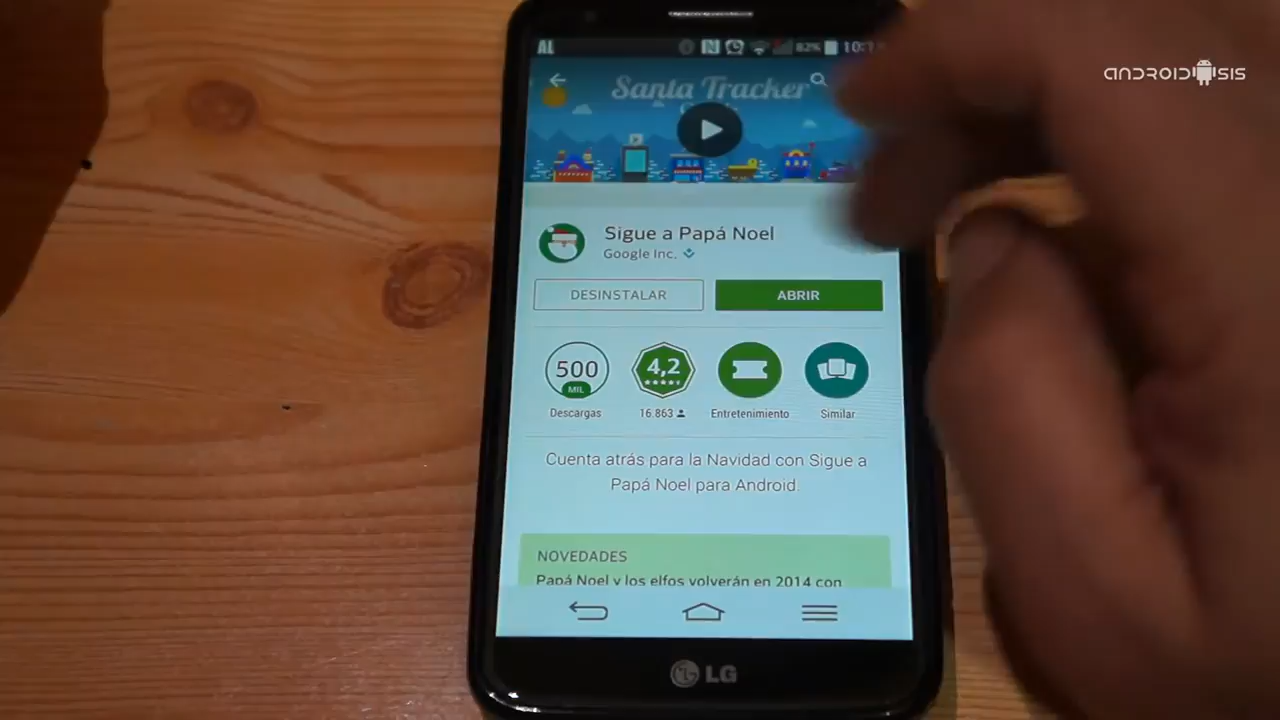 AL
82%
ANDROIDSIS
Santa Tracker
Sigue a Papá Noel
Google Inc.
DESINSTALAR
ABRIR
500
MIL
4,2
Descargas
16.863
Entretenimiento
Similar
Cuenta atrás para la Navidad con Sigue a
Papá Noel para Android.
NOVEDADES
Papá Noel y los elfos volverán en 2014 con
LG